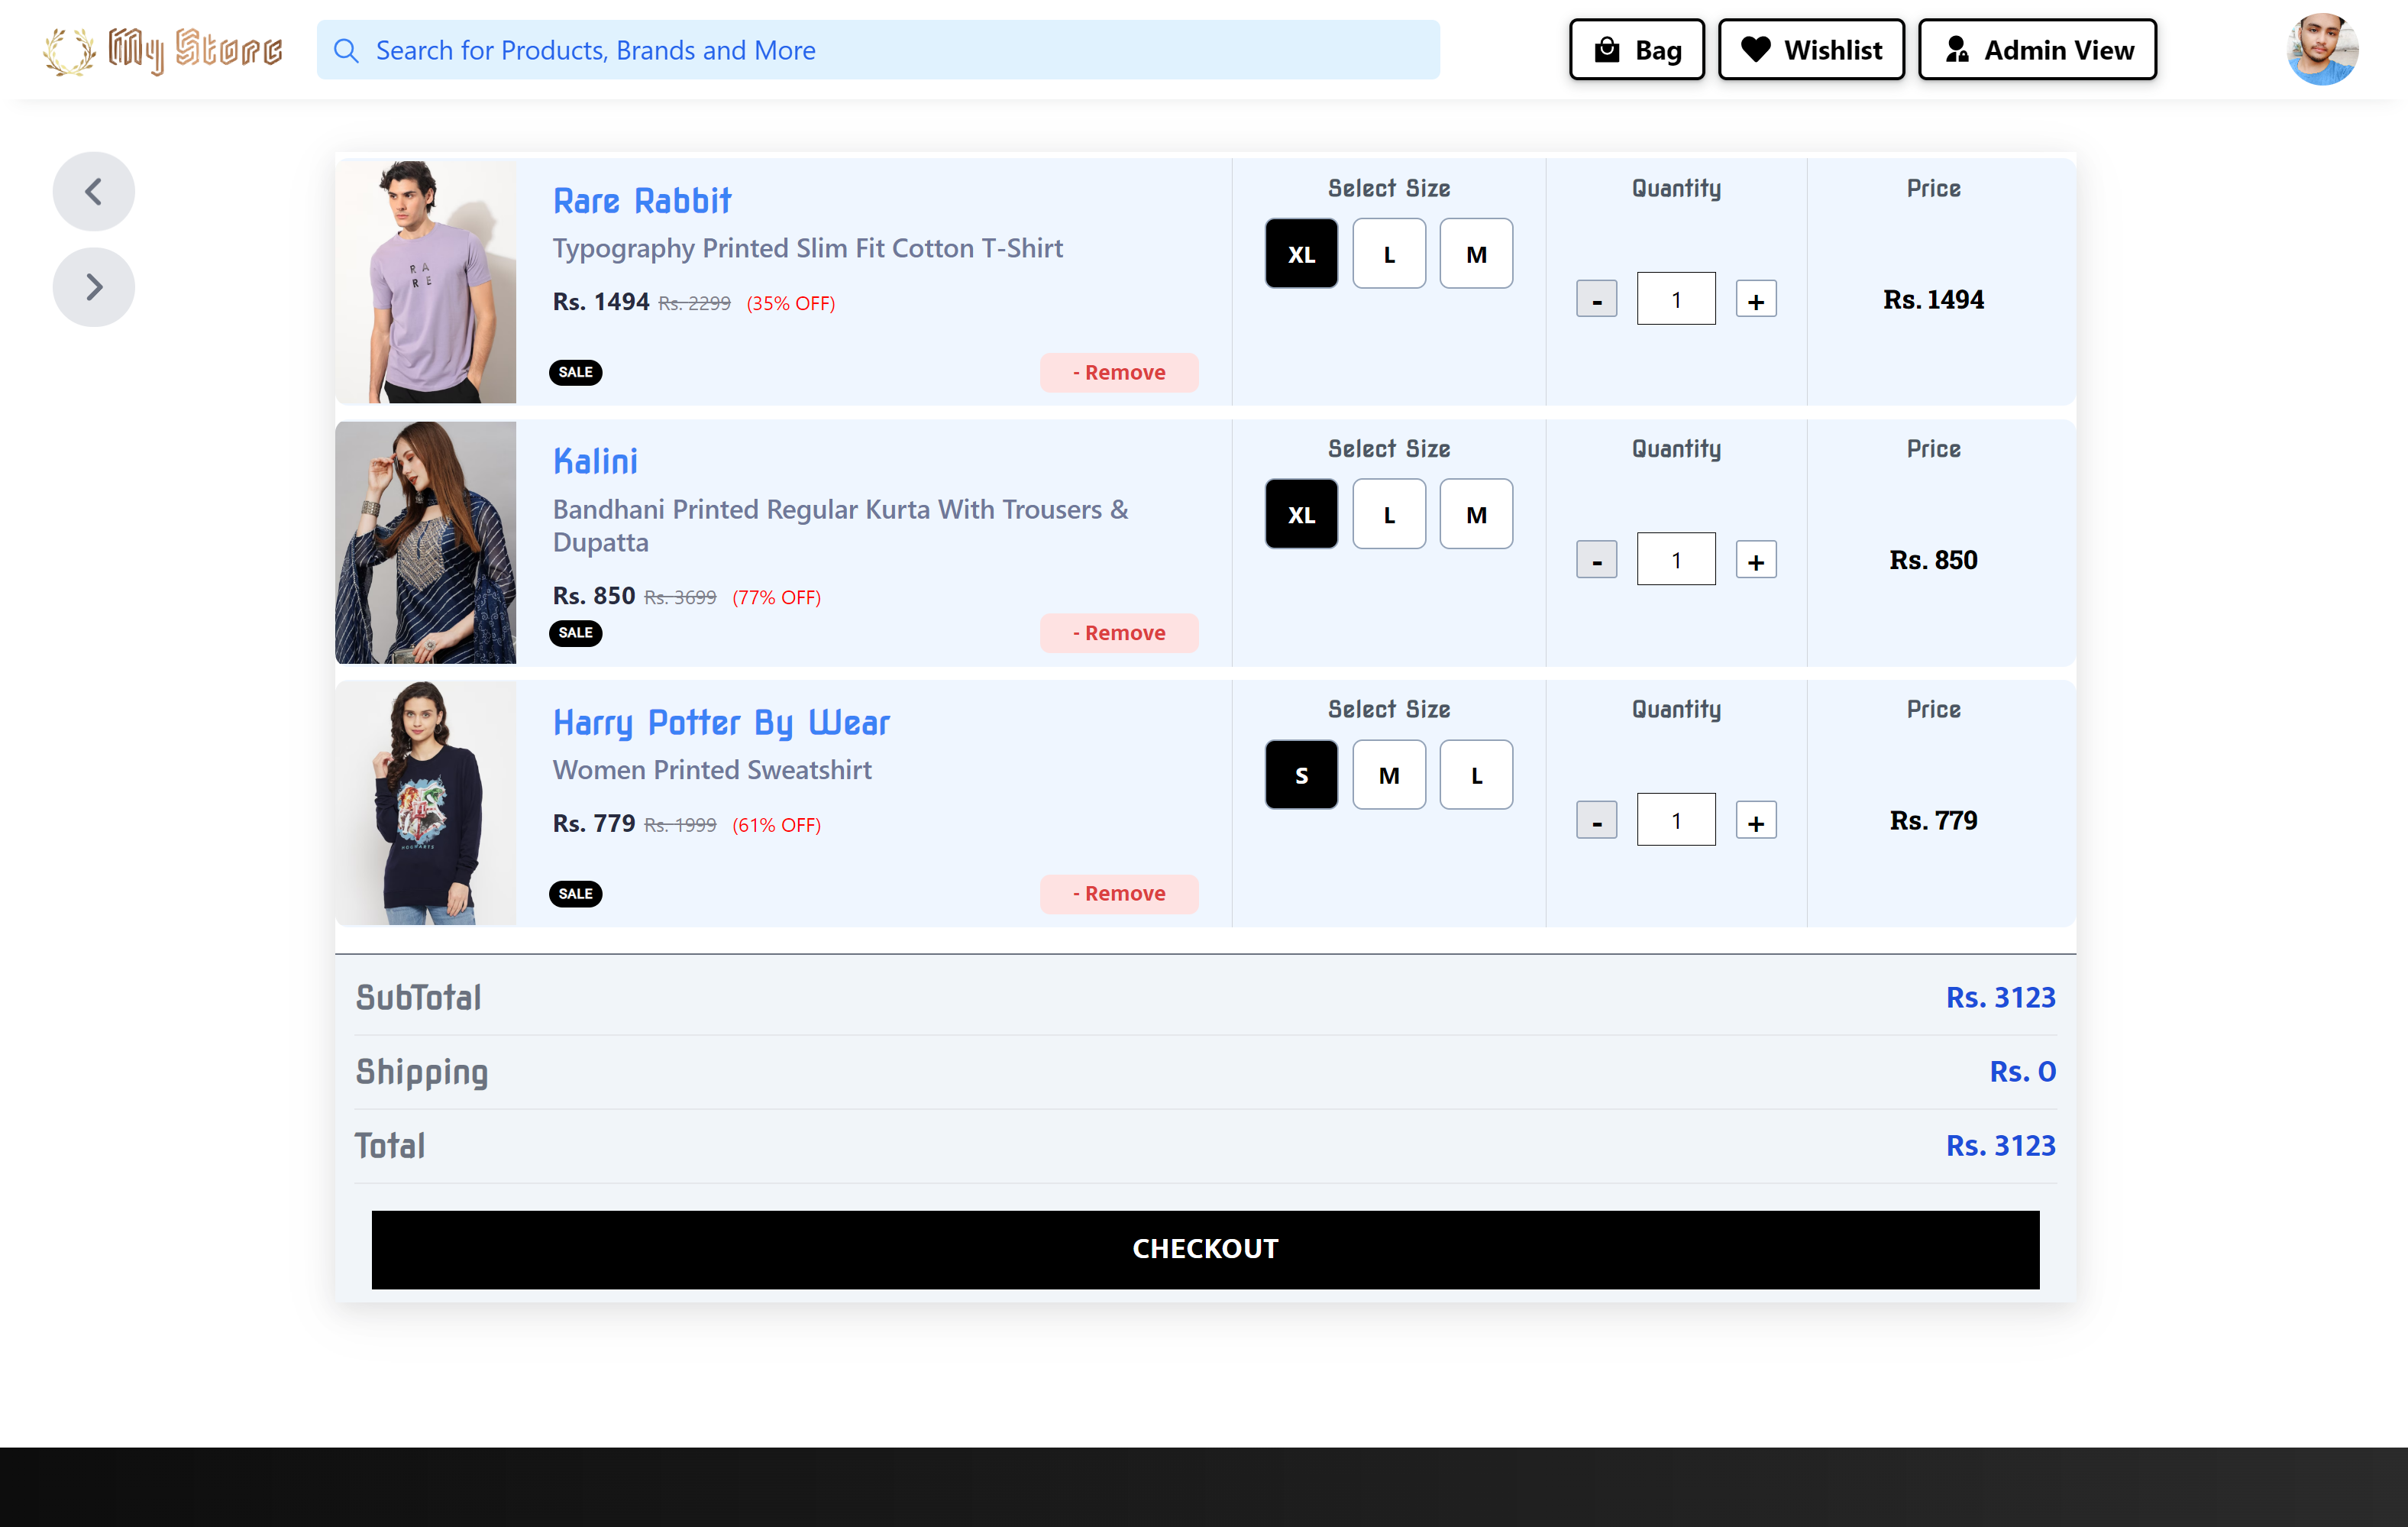 My Store
Search for Products, Brands and More
Bag
Wishlist
Admin View
Rare Rabbit
Typography Printed Slim Fit Cotton T-Shirt
Rs. 1494 Rs. 2299 (35% OFF)
SALE
- Remove
Select Size
XL L M
Quantity
- 1 +
Price
Rs. 1494
R A
R E
Kalini
Bandhani Printed Regular Kurta With Trousers &
Dupatta
Rs. 850 Rs. 3699 (77% OFF)
SALE
- Remove
Select Size
XL L M
Quantity
- 1 +
Price
Rs. 850
Harry Potter By Wear
Women Printed Sweatshirt
Rs. 779 Rs. 1999 (61% OFF)
SALE
- Remove
Select Size
S M L
Quantity
- 1 +
Price
Rs. 779
HOGWARTS
SubTotal
Rs. 3123
Shipping
Rs. 0
Total
Rs. 3123
CHECKOUT